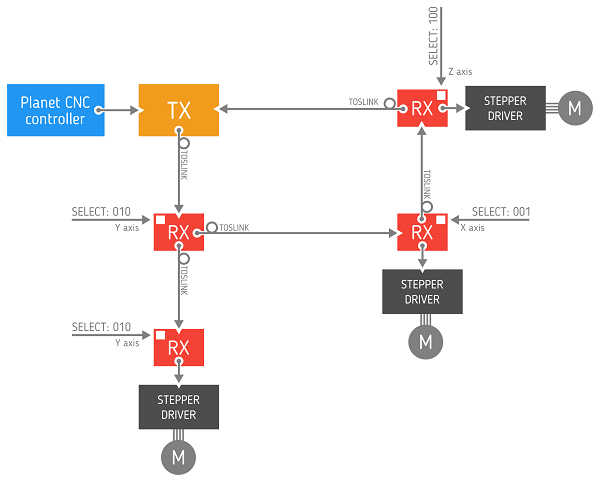 SELECT: 100
Z axis
Planet CNC
controller
TX
TOSLINK
RX
STEPPER
DRIVER
M
TOSLINK
TOSLINK
SELECT: 010
Y axis
RX
TOSLINK
RX
SELECT: 001
X axis
TOSLINK
STEPPER
DRIVER
M
SELECT: 010
Y axis
RX
STEPPER
DRIVER
M